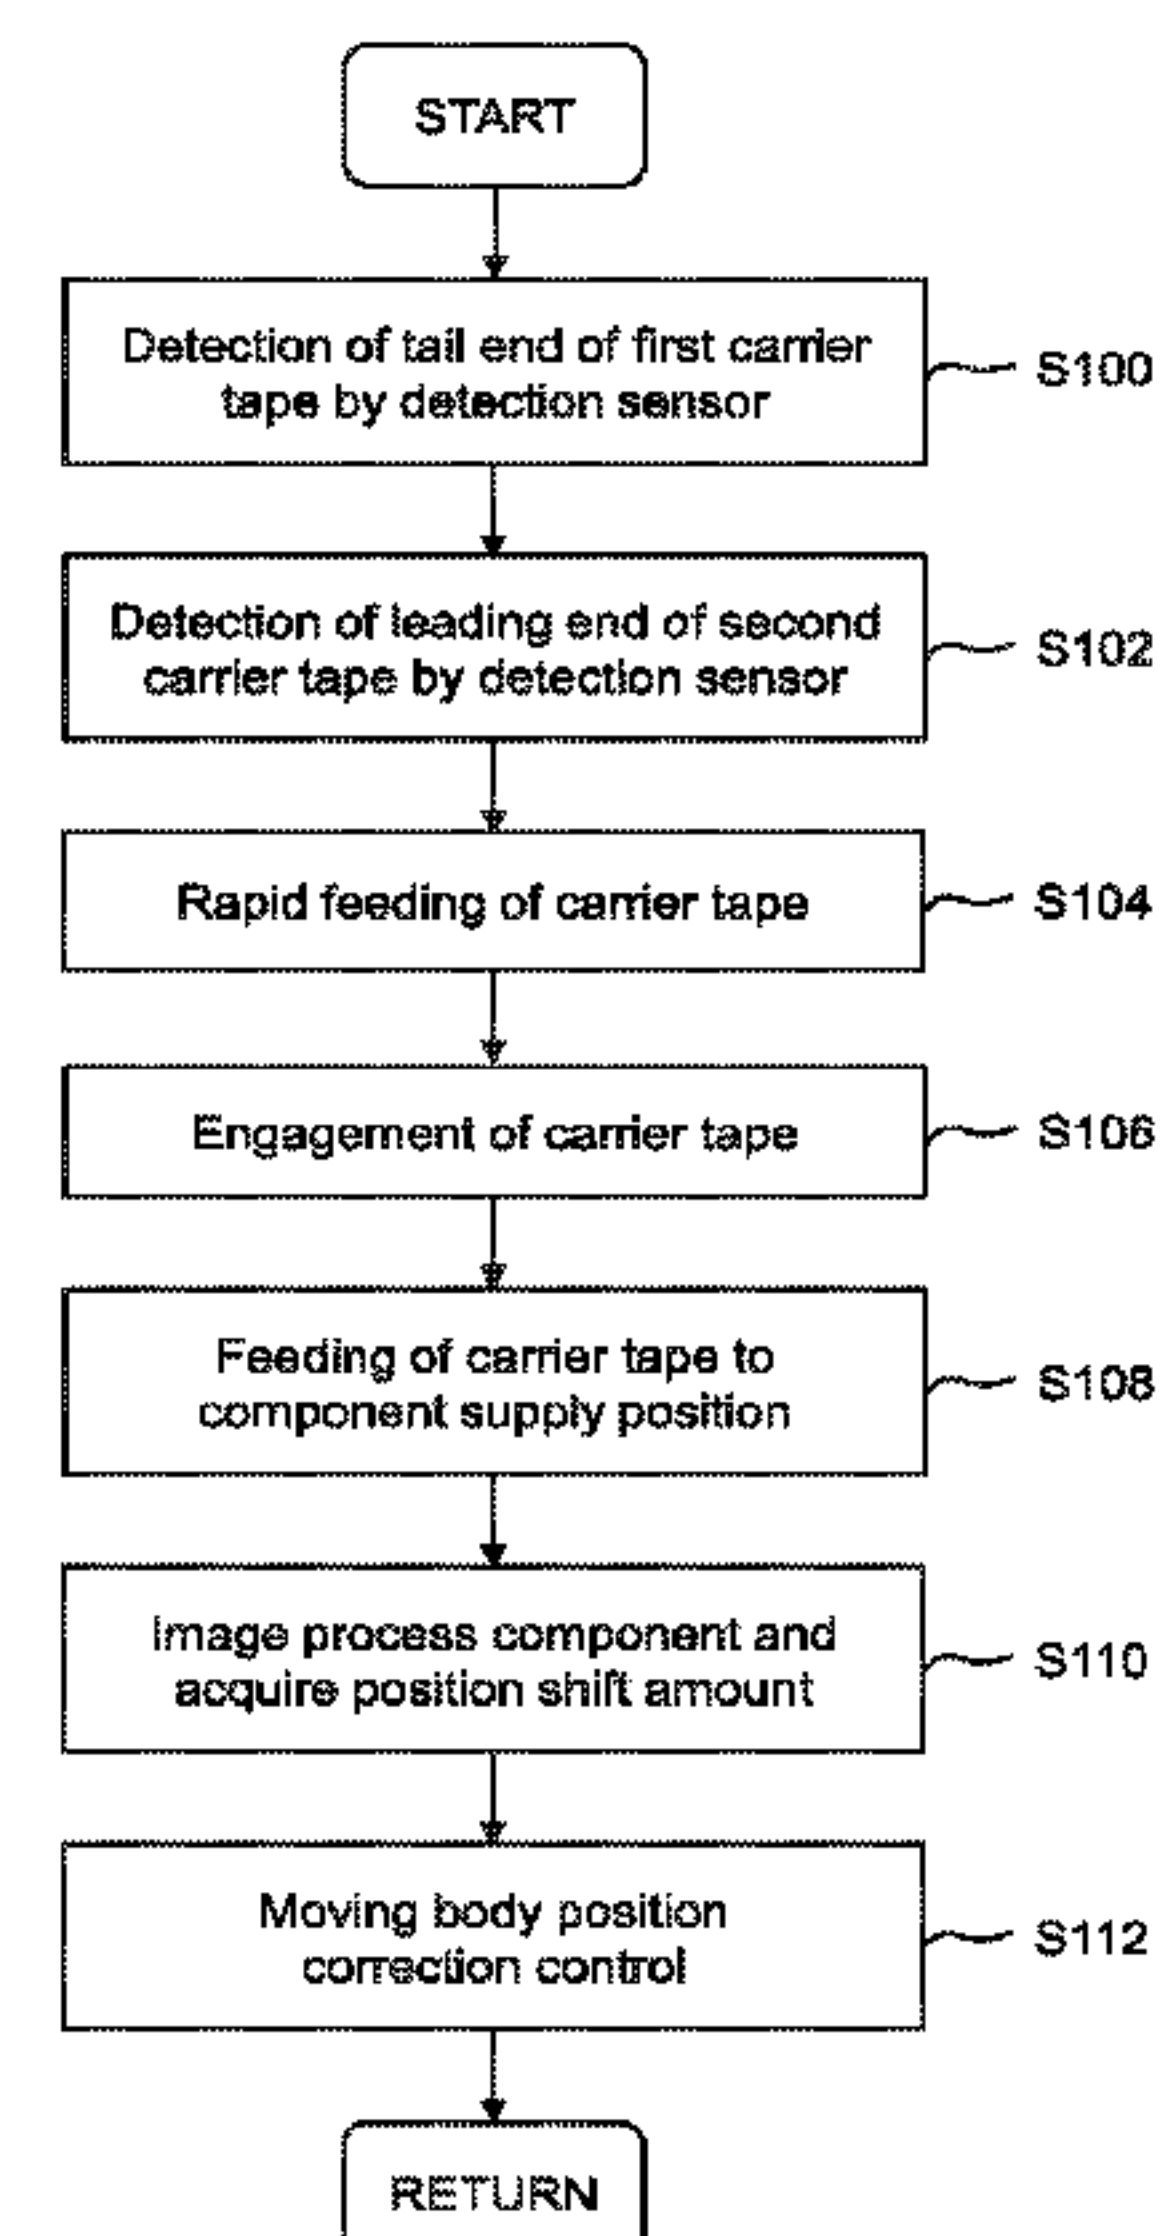 START
Detection of tail end of first carrier
tape by detection sensor
S100
Detection of leading end of second
carrier tape by detection sensor
S102
Rapid feeding of carrier tape
S104
Engagement of carrier tape
S106
Feeding of carrier tape to
component supply position
S108
Image process component and
acquire position shift amount
S110
Moving body position
correction control
S112
RETURN